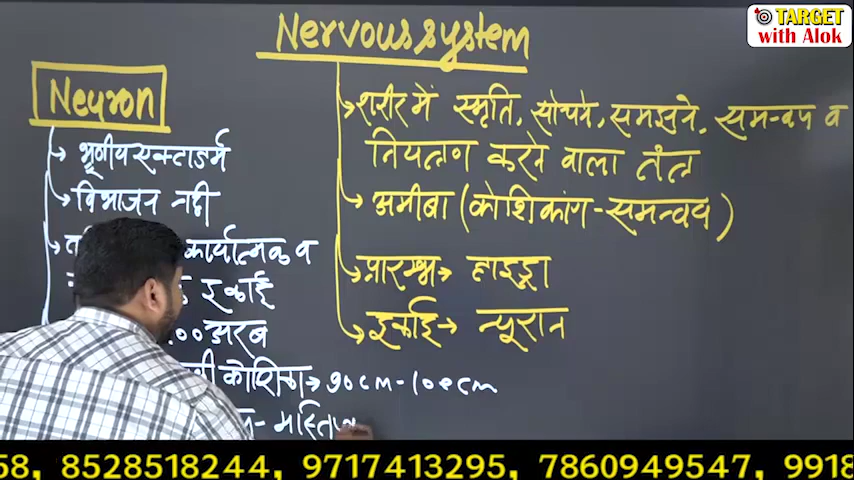 TARGET
with Alok
Nervous system
→ शरीर में स्मृति, सोचने, समझने, समन्वय व
नियंत्रण करने वाला तंत्र
→ अमीबा (कोशिकांग-समन्वय)
→ प्रारम्भ → हाइड्रा
→ इकाई → न्यूरान
Neuron
→ भ्रूणीय एक्टोडर्म
→ विभाजन नहीं
→ कार्यात्मक व
इकाई
00 अरब
कोशिका → 90cm-100cm
58, 8528518244, 9717413295, 7860949547, 9918